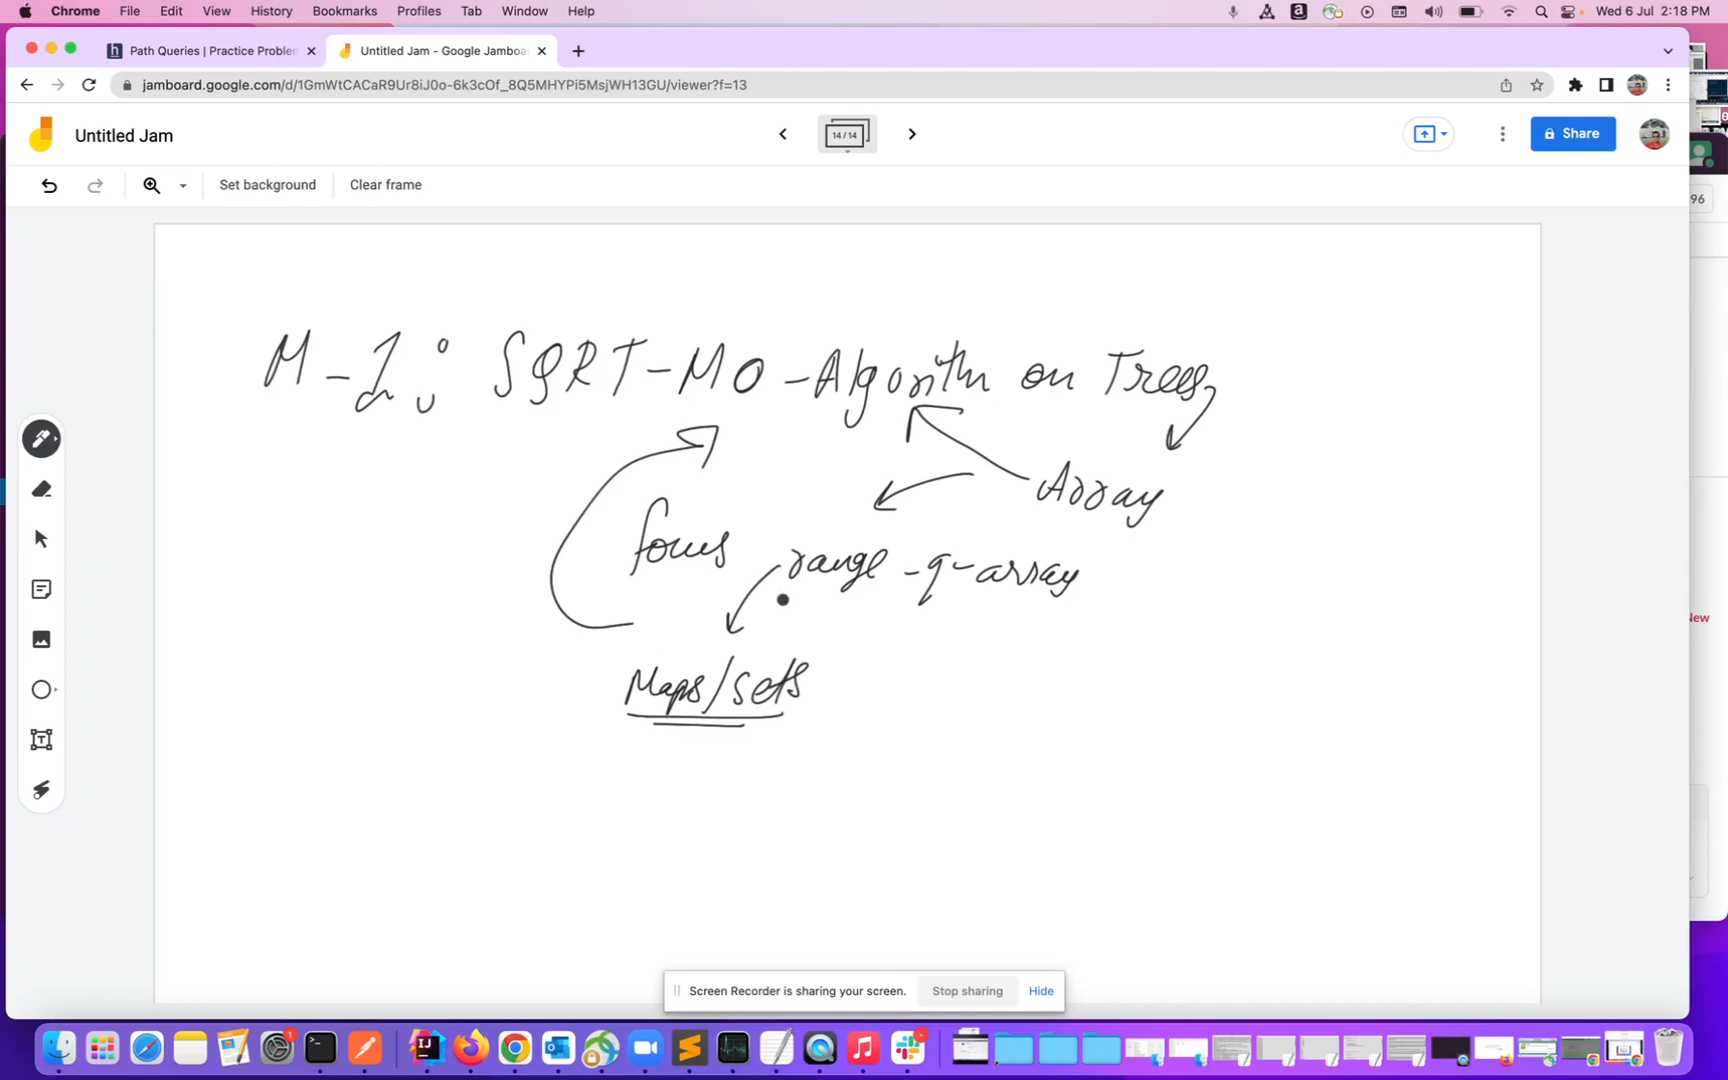 Chrome File Edit View History Bookmarks Profiles Tab Window Help Wed 6 Jul 2:18 PM
Path Queries | Practice Problem Untitled Jam - Google Jamboa
jamboard.google.com/d/1GmWtCACaR9Ur8iJ0o-6k3cOf_8Q5MHYPi5MsjWH13GU/viewer?f=13
Untitled Jam 14 / 14 Share
Set background Clear frame
96
SQRT-MO-Algorithm on Trees
Array
focus
range-q-array
Maps/sets
New
Screen Recorder is sharing your screen. Stop sharing Hide